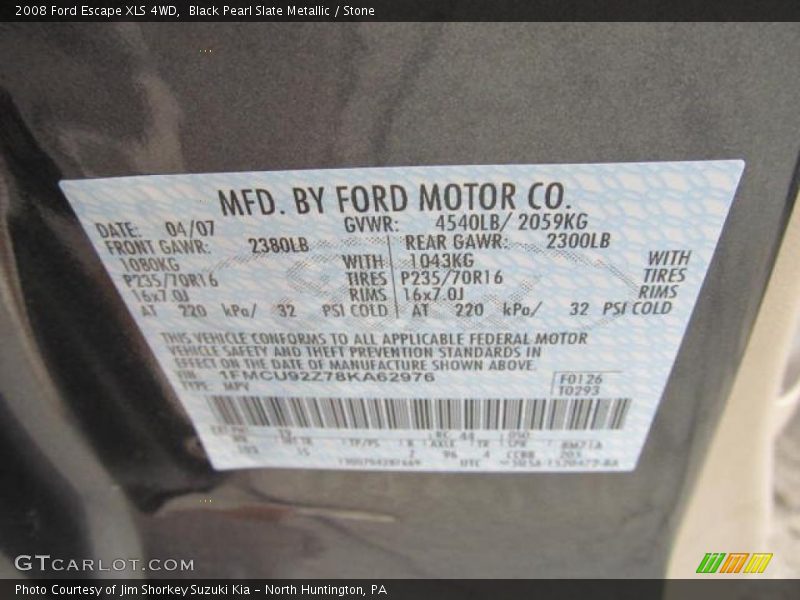 2008 Ford Escape XLS 4WD, Black Pearl Slate Metallic / Stone
MFD. BY FORD MOTOR CO.
DATE: 04/07 GVWR: 4540LB/ 2059KG
FRONT GAWR: 2380LB REAR GAWR: 2300LB
1080KG WITH 1043KG WITH
P235/70R16 TIRES P235/70R16 TIRES
16x7.0J RIMS 16x7.0J RIMS
AT 220 kPa/ 32 PSI COLD AT 220 kPa/ 32 PSI COLD
THIS VEHICLE CONFORMS TO ALL APPLICABLE FEDERAL MOTOR
VEHICLE SAFETY AND THEFT PREVENTION STANDARDS IN
EFFECT ON THE DATE OF MANUFACTURE SHOWN ABOVE.
VIN: 1FMCU92Z78KA62976 F0126
TYPE: MPV T0293
GTCARLOT.COM
Photo Courtesy of Jim Shorkey Suzuki Kia - North Huntington, PA